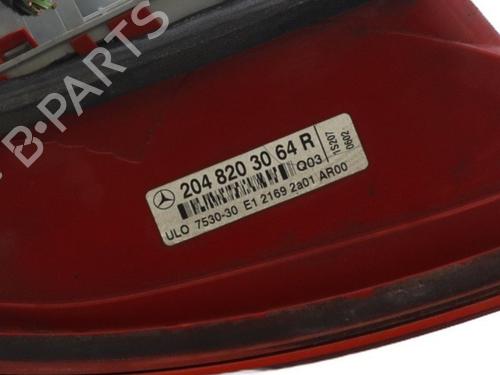 B-PARTS
204 820 30 64 R
Q03
ULO 7530-30 E1 2169 2a01 AR00
1S207
0602